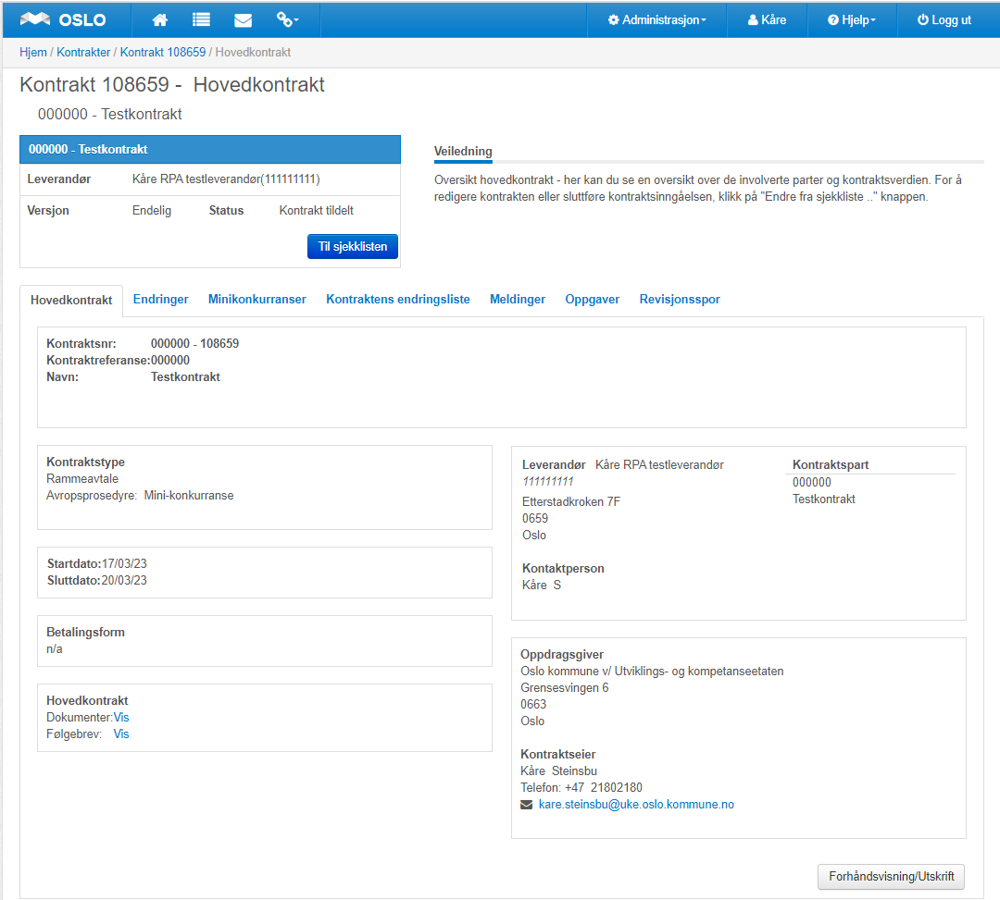 OSLO
Administrasjon
Kåre
Hjelp
Logg ut
Hjem / Kontrakter / Kontrakt 108659 / Hovedkontrakt
Kontrakt 108659 - Hovedkontrakt
000000 - Testkontrakt
000000 - Testkontrakt
Leverandør Kåre RPA testleverandør(111111111)
Versjon Endelig Status Kontrakt tildelt
Til sjekklisten
Veiledning
Oversikt hovedkontrakt - her kan du se en oversikt over de involverte parter og kontraktsverdien. For å
redigere kontrakten eller sluttføre kontraktsinngåelsen, klikk på "Endre fra sjekkliste .." knappen.
Hovedkontrakt Endringer Minikonkurranser Kontraktens endringsliste Meldinger Oppgaver Revisjonsspor
Kontraktsnr: 000000 - 108659
Kontraktreferanse:000000
Navn: Testkontrakt
Kontraktstype
Rammeavtale
Avropsprosedyre: Mini-konkurranse
Startdato:17/03/23
Sluttdato:20/03/23
Betalingsform
n/a
Hovedkontrakt
Dokumenter:Vis
Følgebrev: Vis
Leverandør Kåre RPA testleverandør
111111111
Etterstadkroken 7F
0659
Oslo
Kontaktperson
Kåre S
Kontraktspart
000000
Testkontrakt
Oppdragsgiver
Oslo kommune v/ Utviklings- og kompetanseetaten
Grensesvingen 6
0663
Oslo
Kontraktseier
Kåre Steinsbu
Telefon: +47 21802180
kare.steinsbu@uke.oslo.kommune.no
Forhåndsvisning/Utskrift